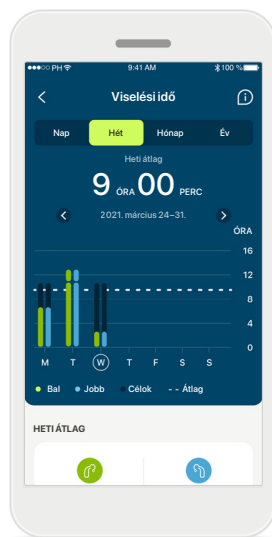 PH 9:41 AM 100 %
Viselési idő
Nap Hét Hónap Év
Heti átlag
9 ÓRA 00 PERC
2021. március 24–31.
ÓRA
16
12
8
4
0
M T W T F S S
Bal Jobb Célok - - Átlag
HETI ÁTLAG